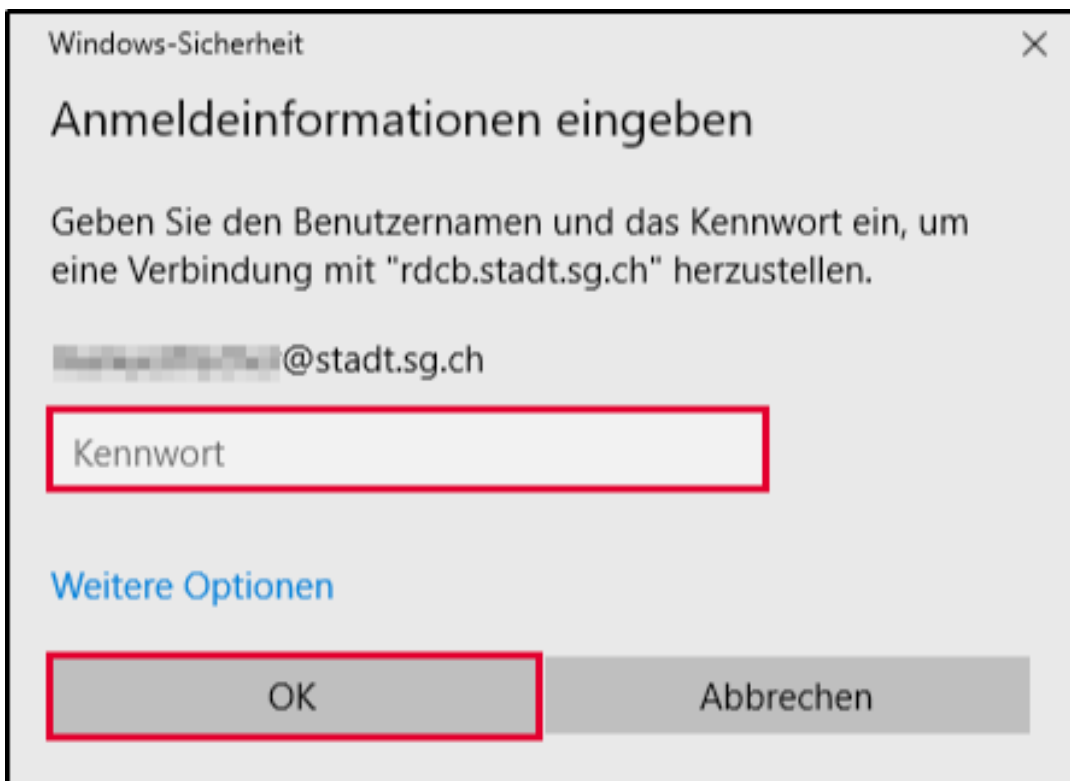 Windows-Sicherheit
Anmeldeinformationen eingeben
Geben Sie den Benutzernamen und das Kennwort ein, um
eine Verbindung mit "rdcb.stadt.sg.ch" herzustellen.
@stadt.sg.ch
Kennwort
Weitere Optionen
OK
Abbrechen